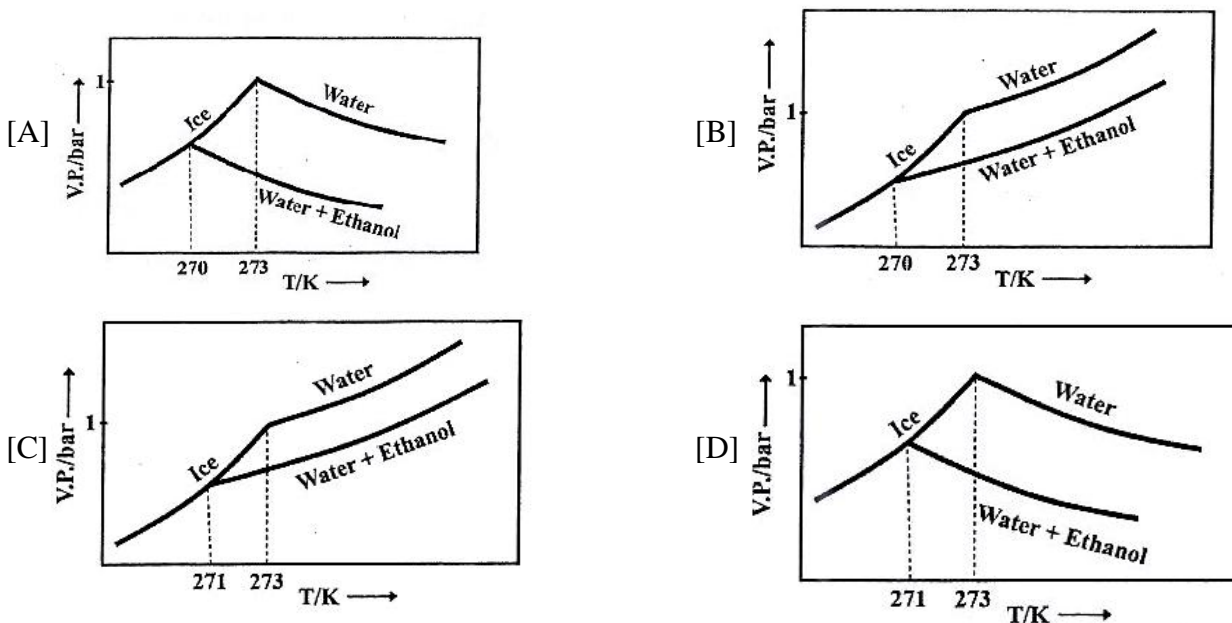 [A]
V.P./bar
1
Ice
Water
Water + Ethanol
270
273
T/K
[B]
V.P./bar
1
Ice
Water
Water + Ethanol
270
273
T/K
[C]
V.P./bar
1
Ice
Water
Water + Ethanol
271
273
T/K
[D]
V.P./bar
1
Ice
Water
Water + Ethanol
271
273
T/K